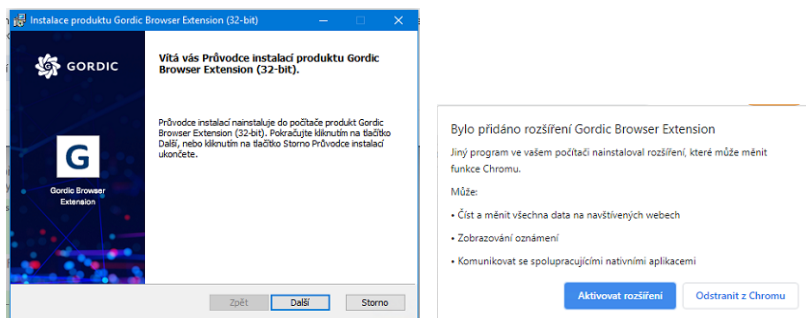 Instalace produktu Gordic Browser Extension (32-bit)
GORDIC
Vítá vás Průvodce instalací produktu Gordic
Browser Extension (32-bit).
Průvodce instalací nainstaluje do počítače produkt Gordic
Browser Extension (32-bit). Pokračujte kliknutím na tlačítko
Další, nebo kliknutím na tlačítko Storno Průvodce instalací
ukončete.
G
Gordic Browser
Extension
Zpět Další Storno
Bylo přidáno rozšíření Gordic Browser Extension
Jiný program ve vašem počítači nainstaloval rozšíření, které může měnit
funkce Chromu.
Může:
• Číst a měnit všechna data na navštívených webech
• Zobrazování oznámení
• Komunikovat se spolupracujícími nativními aplikacemi
Aktivovat rozšíření Odstranit z Chromu